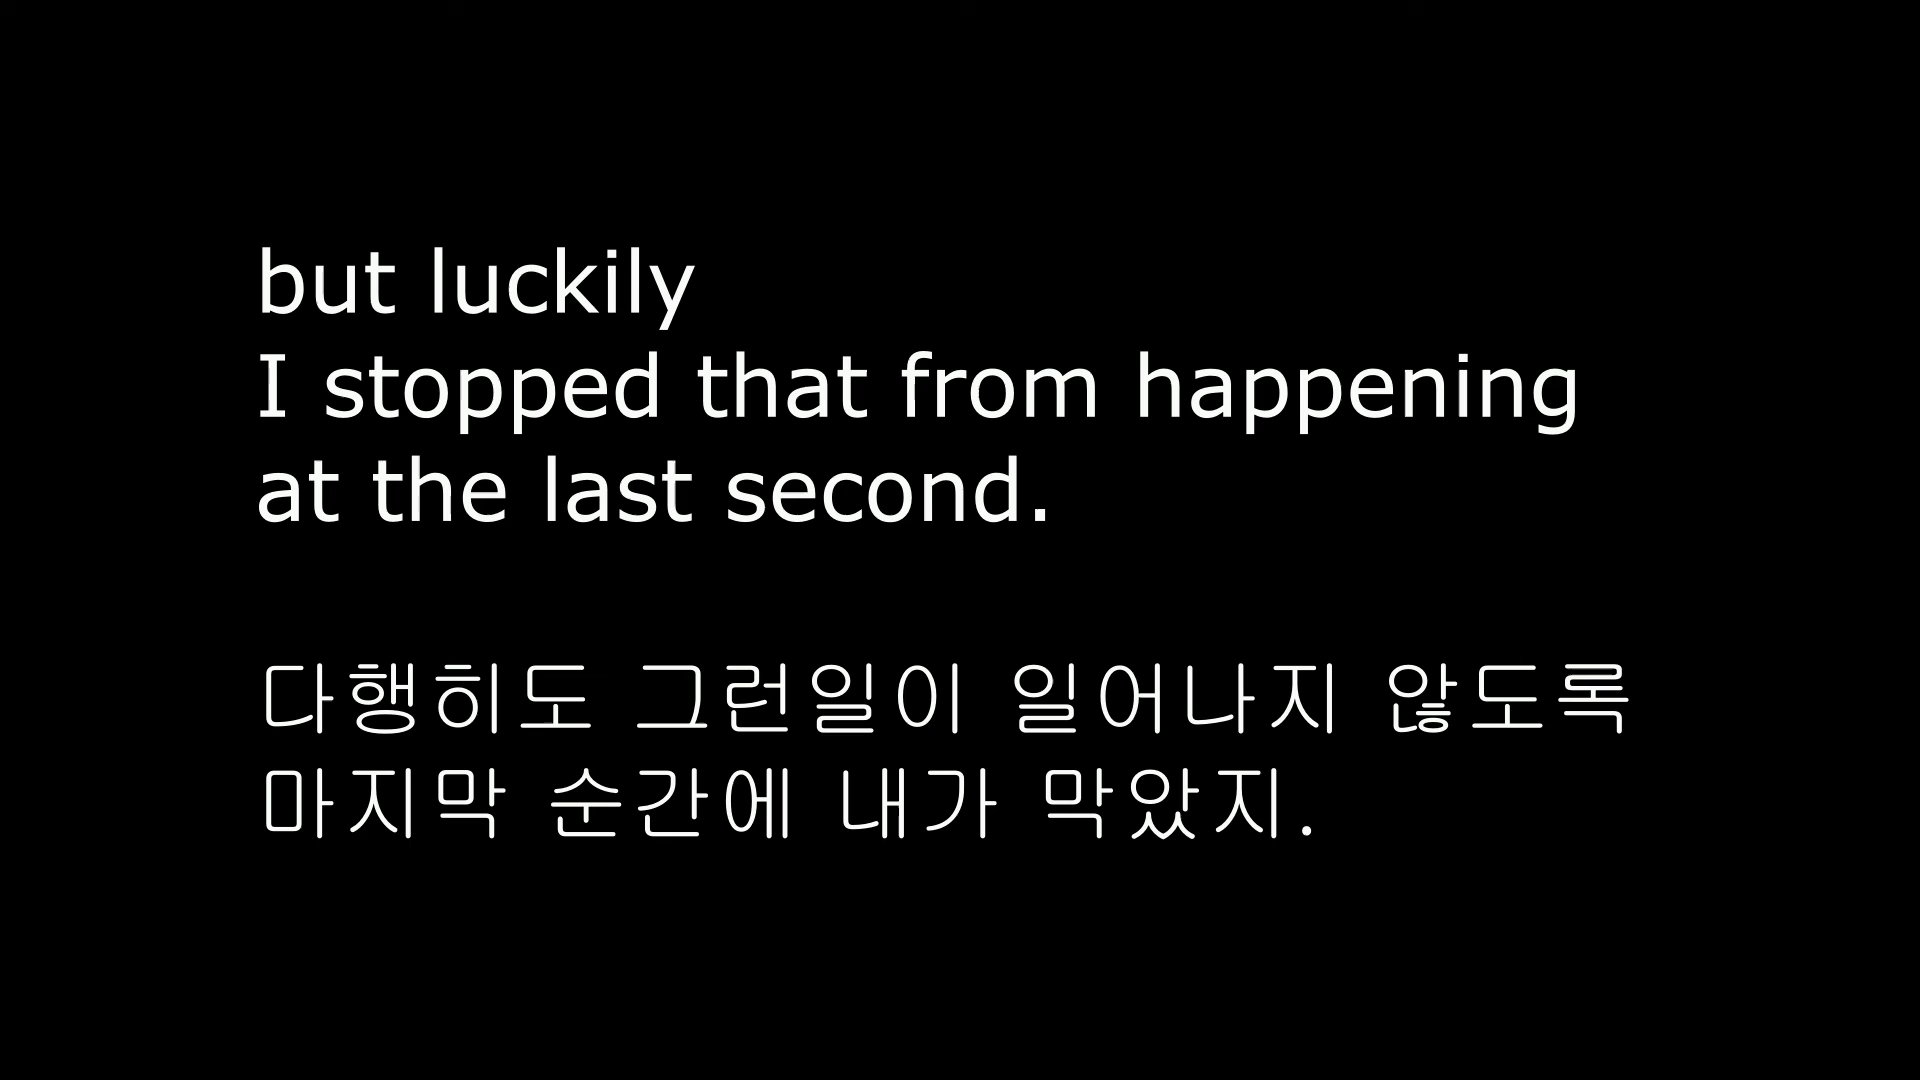 but luckily
I stopped that from happening
at the last second.
다행히도 그런일이 일어나지 않도록
마지막 순간에 내가 막았지.